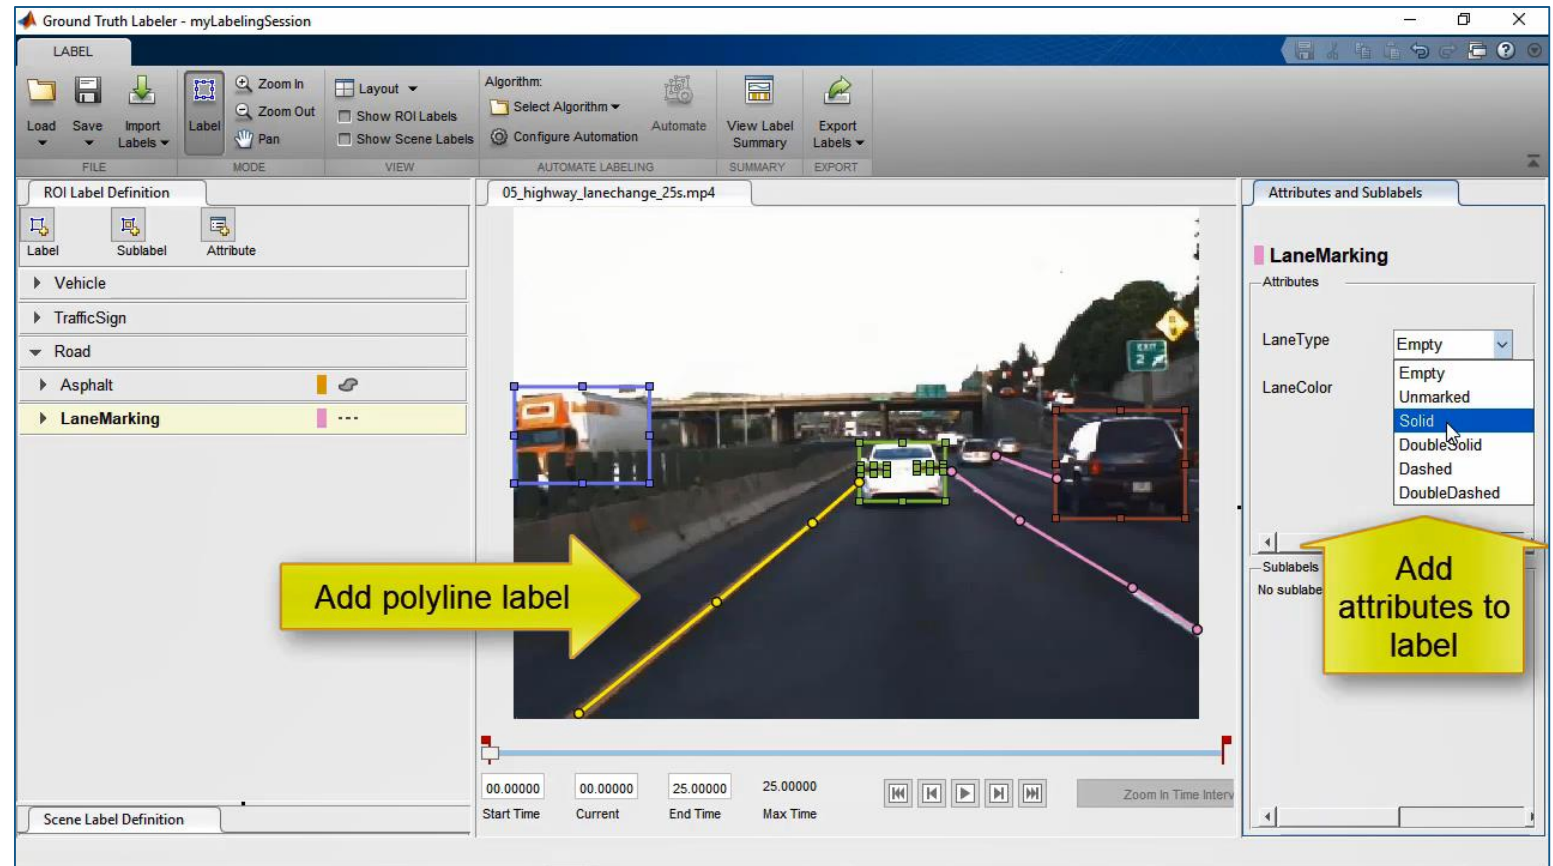 Ground Truth Labeler - myLabelingSession
LABEL
Load
Save
Import
Labels
FILE
Label
Zoom In
Zoom Out
Pan
MODE
Layout
Show ROI Labels
Show Scene Labels
VIEW
Algorithm:
Select Algorithm
Configure Automation
Automate
AUTOMATE LABELING
View Label
Summary
SUMMARY
Export
Labels
EXPORT
ROI Label Definition
Label
Sublabel
Attribute
Vehicle
TrafficSign
Road
Asphalt
LaneMarking
Scene Label Definition
05_highway_lanechange_25s.mp4
EXIT
2
Add polyline label
00.00000
00.00000
25.00000
25.00000
Start Time
Current
End Time
Max Time
Zoom In Time Interv
Attributes and Sublabels
LaneMarking
Attributes
LaneType
Empty
Empty
Unmarked
Solid
DoubleSolid
Dashed
DoubleDashed
LaneColor
Sublabels
No sublabe
Add
attributes to
label